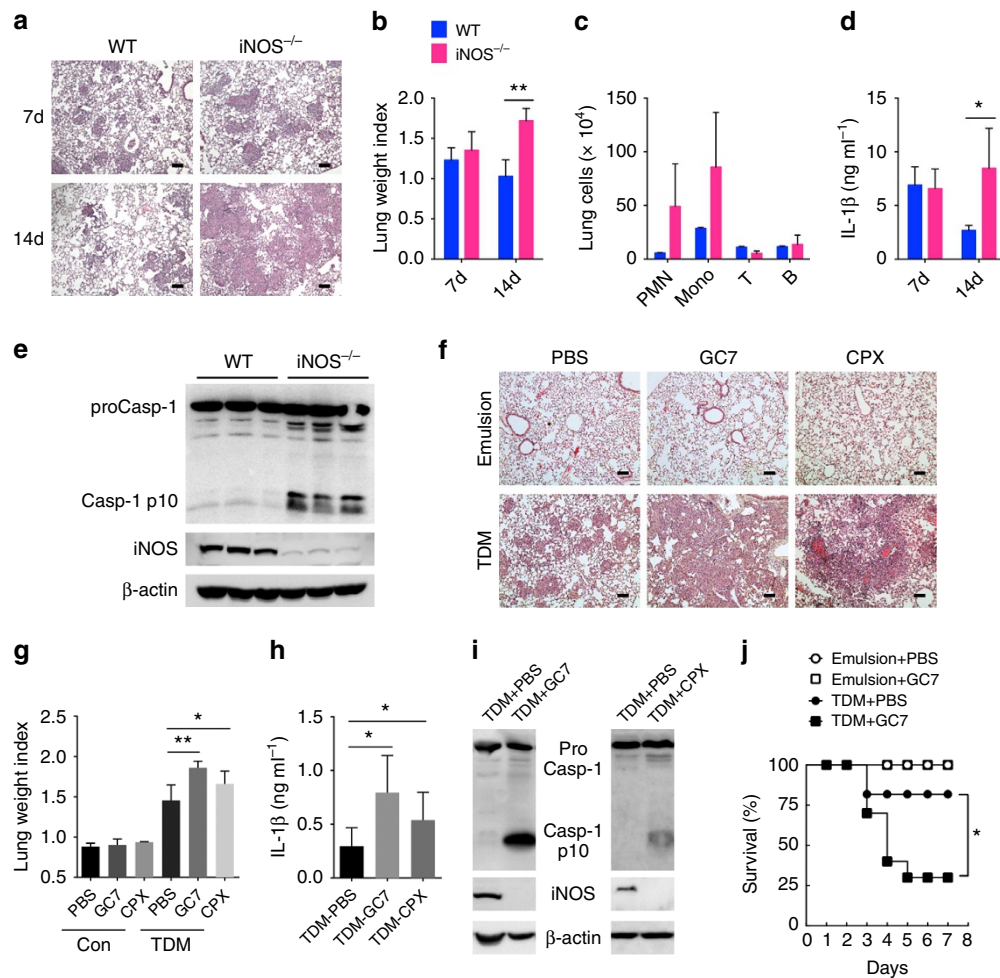 a
WT
iNOS−/−
7d
14d
b
WT
iNOS−/−
Lung weight index
2.0
1.5
1.0
0.5
0.0
**
7d
14d
c
Lung cells (× 10⁴)
150
100
50
0
PMN
Mono
T
B
d
IL-1β (ng ml⁻¹)
15
10
5
0
*
7d
14d
e
WT
iNOS−/−
proCasp-1
Casp-1 p10
iNOS
β-actin
f
PBS
GC7
CPX
Emulsion
TDM
g
Lung weight index
2.5
2.0
1.5
1.0
0.5
*
**
PBS
GC7
CPX
PBS
GC7
CPX
Con
TDM
h
IL-1β (ng ml⁻¹)
1.5
1.0
0.5
0.0
*
*
TDM-PBS
TDM-GC7
TDM-CPX
i
TDM+PBS
TDM+GC7
TDM+PBS
TDM+CPX
Pro
Casp-1
Casp-1
p10
iNOS
β-actin
j
Emulsion+PBS
Emulsion+GC7
TDM+PBS
TDM+GC7
Survival (%)
100
75
50
25
0
*
0 1 2 3 4 5 6 7 8
Days